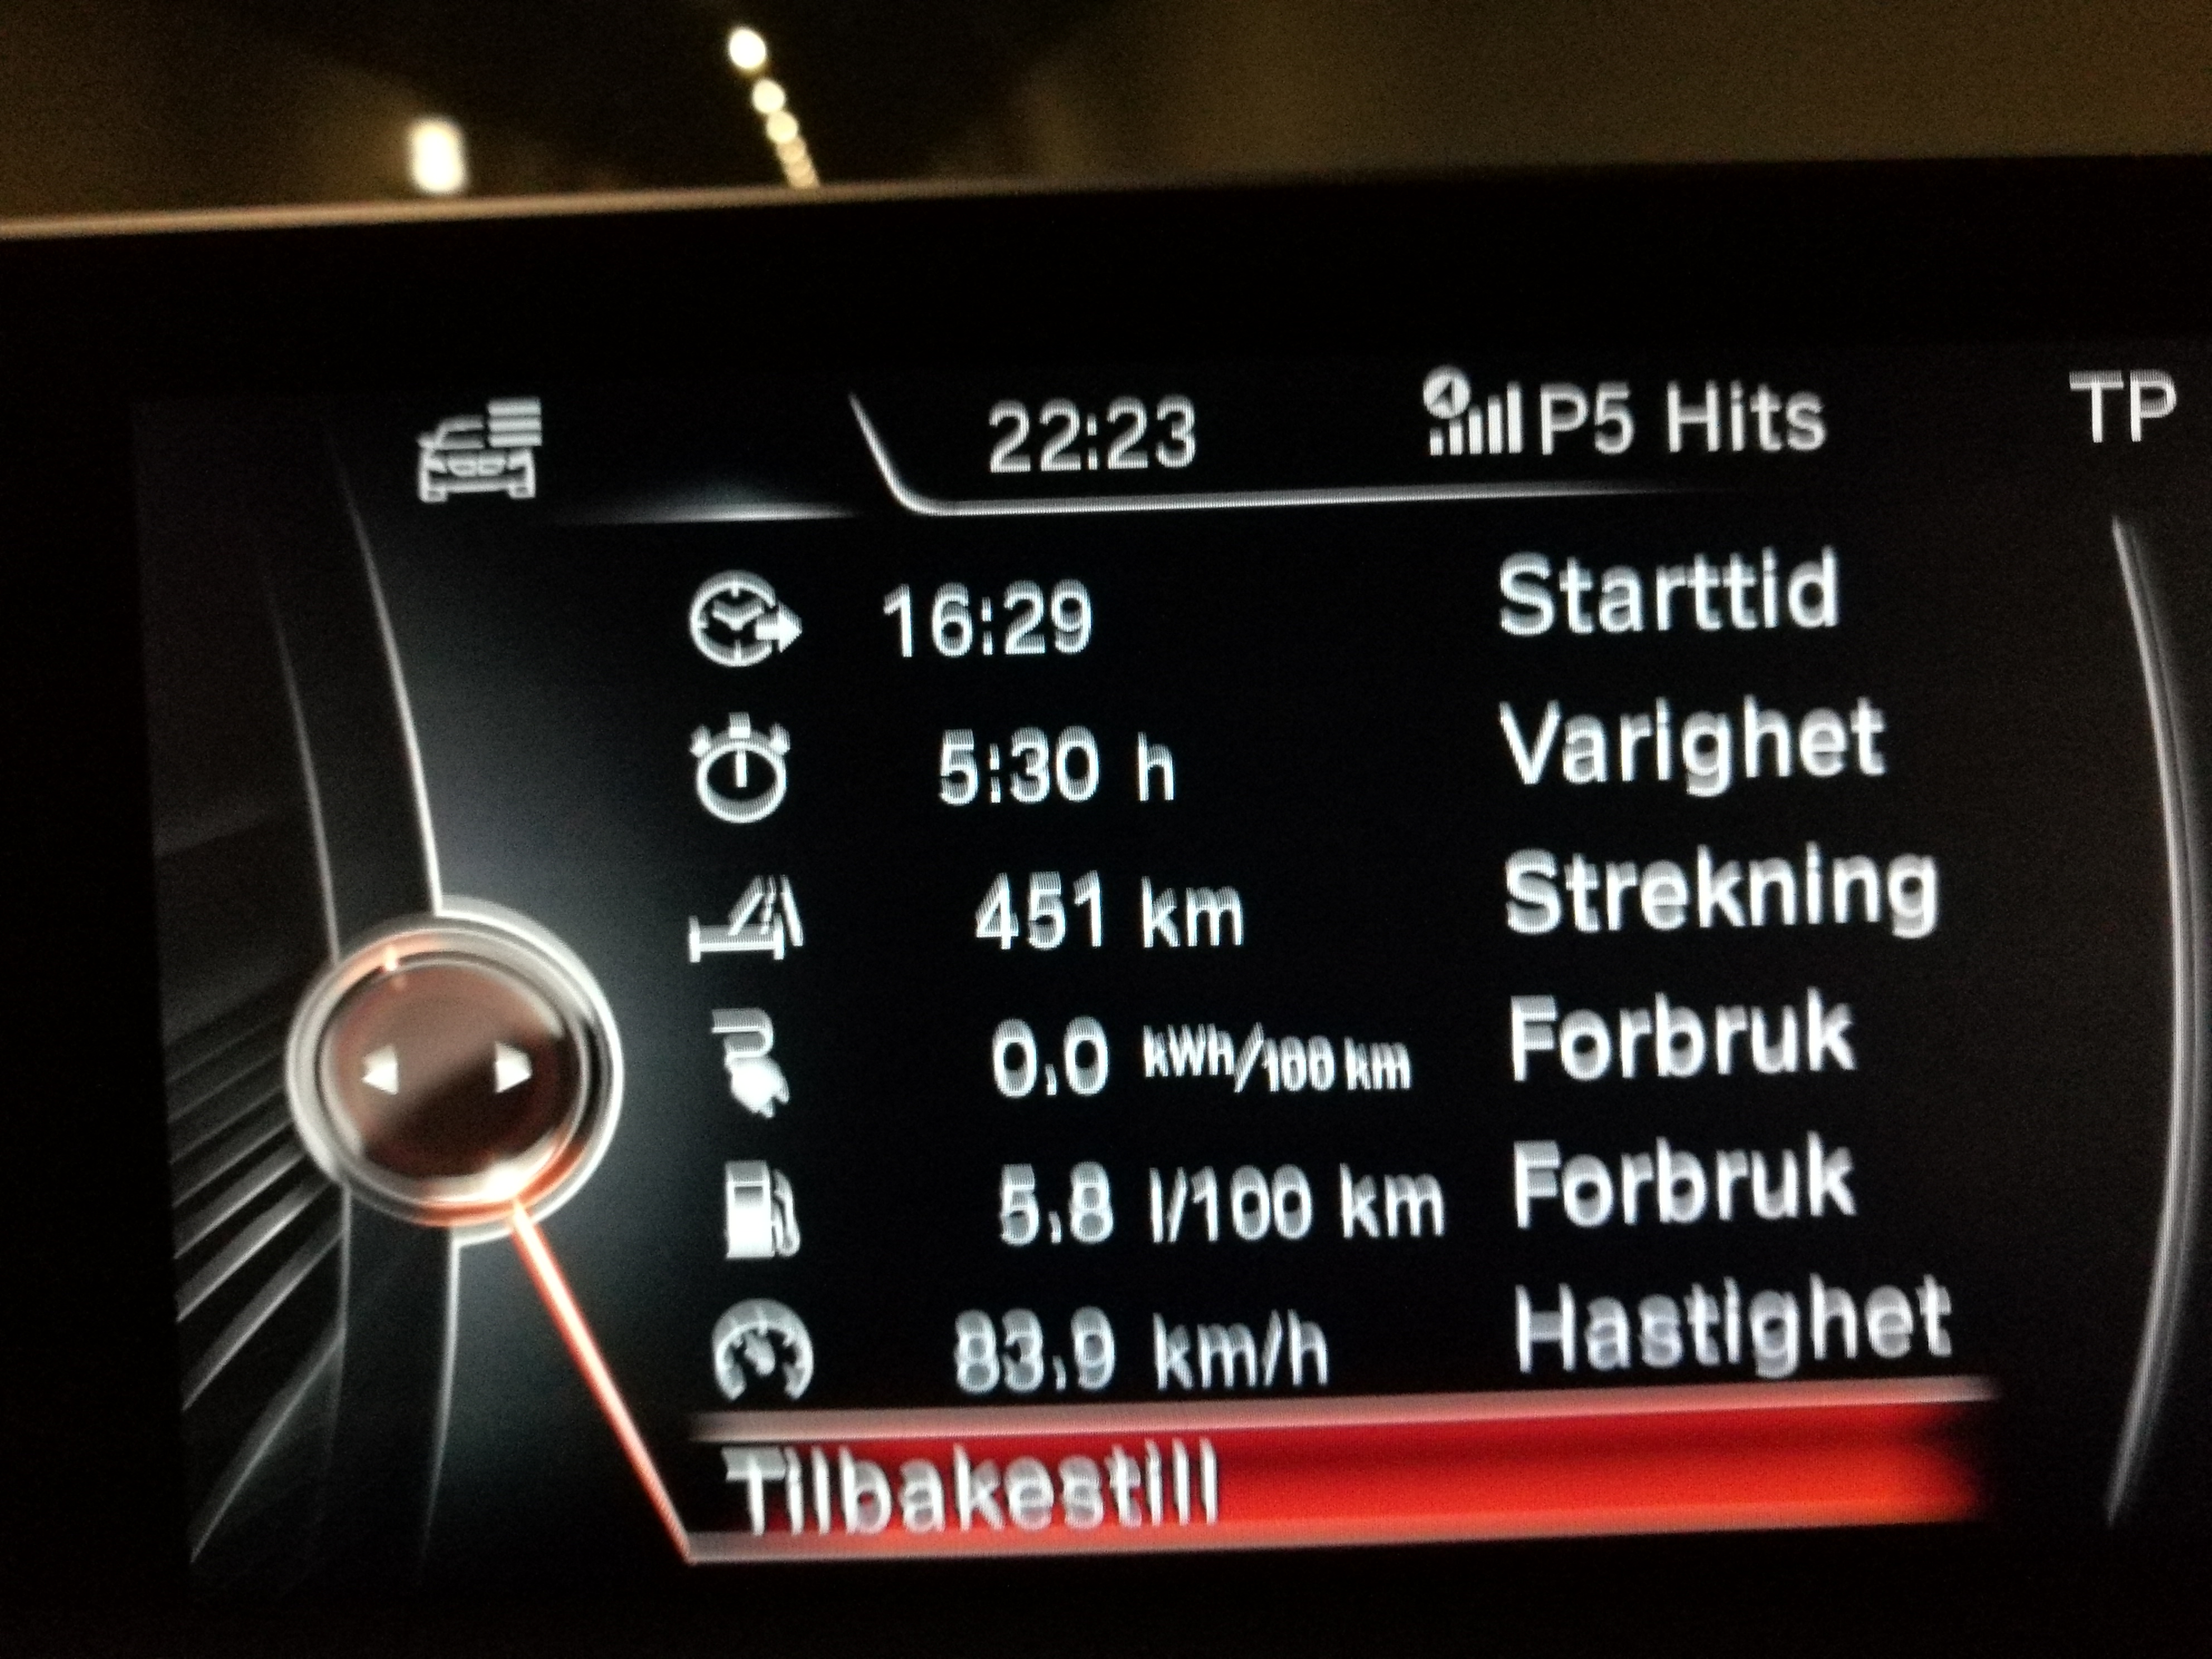 22:23 P5 Hits TP
16:29 Starttid
5:30 h Varighet
451 km Strekning
0.0 kWh/100 km Forbruk
5.8 l/100 km Forbruk
83.9 km/h Hastighet
Tilbakestill